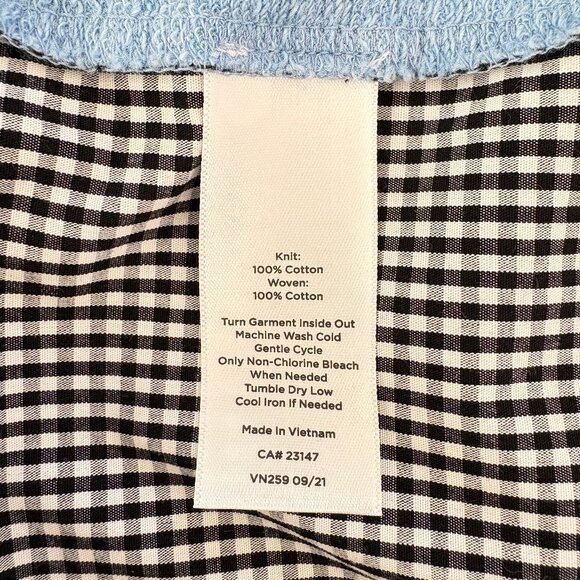 Knit:
100% Cotton
Woven:
100% Cotton
Turn Garment Inside Out
Machine Wash Cold
Gentle Cycle
Only Non-Chlorine Bleach
When Needed
Tumble Dry Low
Cool Iron If Needed
Made In Vietnam
CA# 23147
VN259 09/21